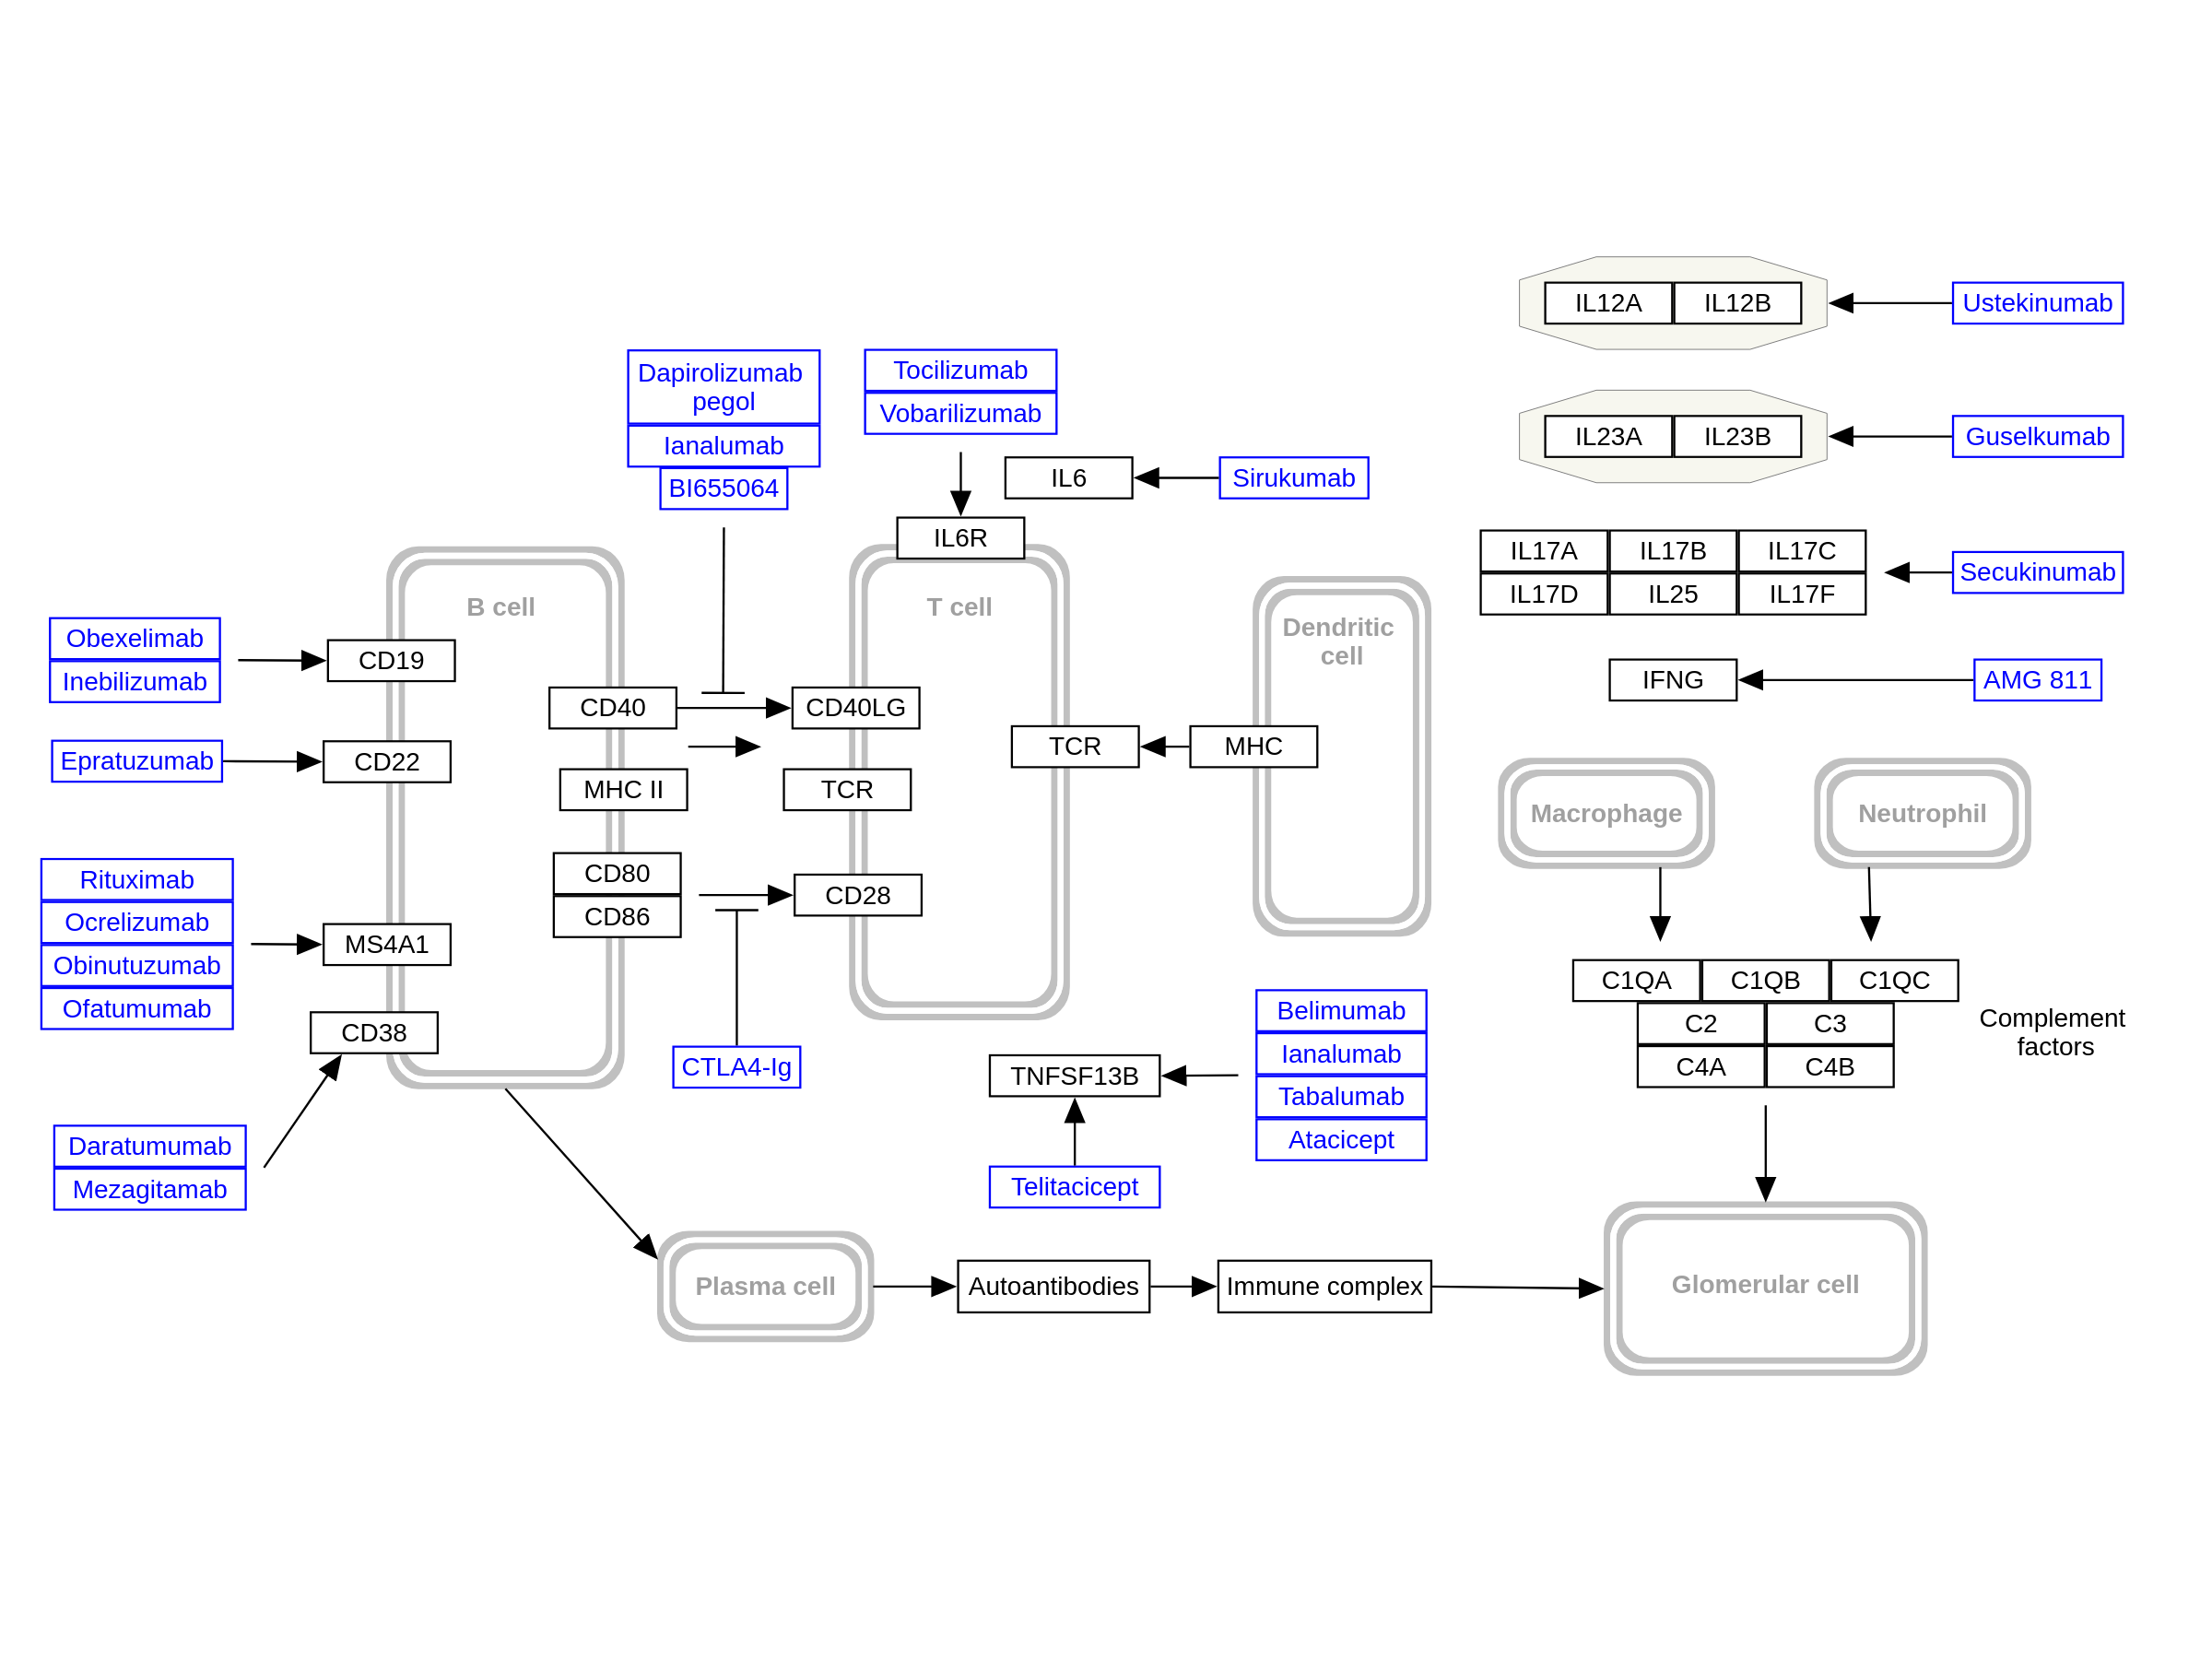 IL12A
IL12B
Ustekinumab
IL23A
IL23B
Guselkumab
Dapirolizumab
pegol
Ianalumab
BI655064
Tocilizumab
Vobarilizumab
IL6
Sirukumab
IL6R
IL17A
IL17B
IL17C
IL17D
IL25
IL17F
Secukinumab
B cell
T cell
Dendritic
cell
Obexelimab
Inebilizumab
CD19
IFNG
AMG 811
CD40
CD40LG
TCR
MHC
Epratuzumab
CD22
MHC II
TCR
Macrophage
Neutrophil
CD80
CD86
CD28
Rituximab
Ocrelizumab
Obinutuzumab
Ofatumumab
MS4A1
CD38
C1QA
C1QB
C1QC
C2
C3
C4A
C4B
Complement
factors
CTLA4-Ig
TNFSF13B
Belimumab
Ianalumab
Tabalumab
Atacicept
Telitacicept
Daratumumab
Mezagitamab
Plasma cell
Autoantibodies
Immune complex
Glomerular cell